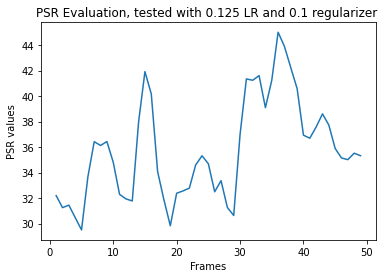 PSR Evaluation, tested with 0.125 LR and 0.1 regularizer
44
42
40
38
36
34
32
30
PSR values
0 10 20 30 40 50
Frames